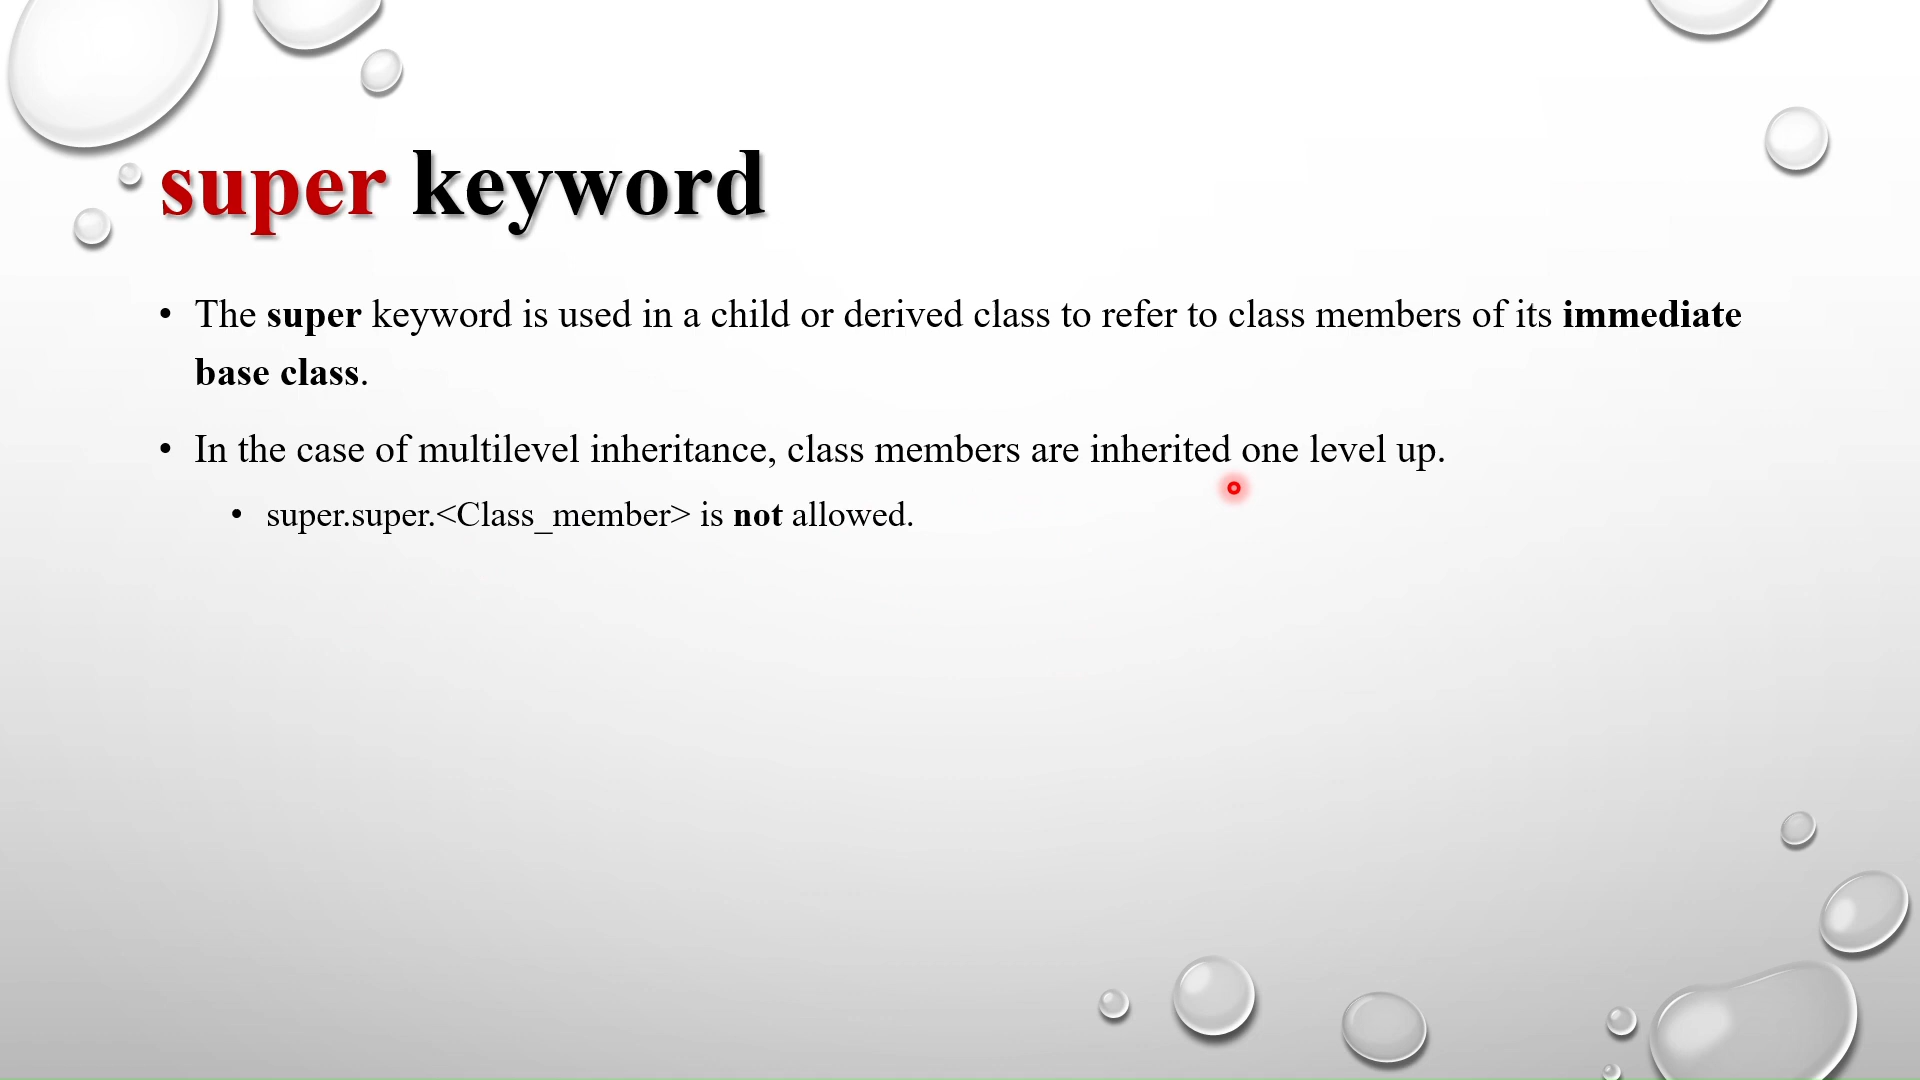 super keyword
• The super keyword is used in a child or derived class to refer to class members of its immediate
base class.
• In the case of multilevel inheritance, class members are inherited one level up.
• super.super.<Class_member> is not allowed.